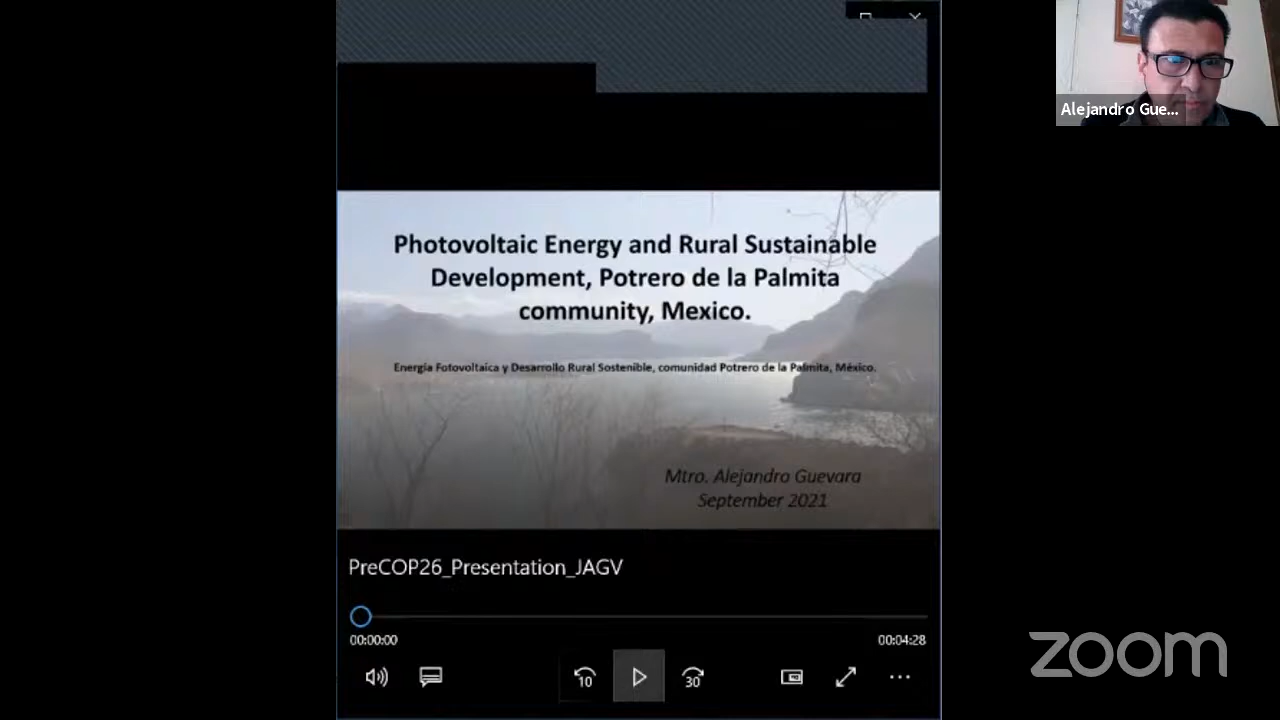 Alejandro Gue...
Photovoltaic Energy and Rural Sustainable
Development, Potrero de la Palmita
community, Mexico.
Energía Fotovoltaica y Desarrollo Rural Sostenible, comunidad Potrero de la Palmita, México.
Mtro. Alejandro Guevara
September 2021
PreCOP26_Presentation_JAGV
00:00:00
00:04:28
10
30
zoom